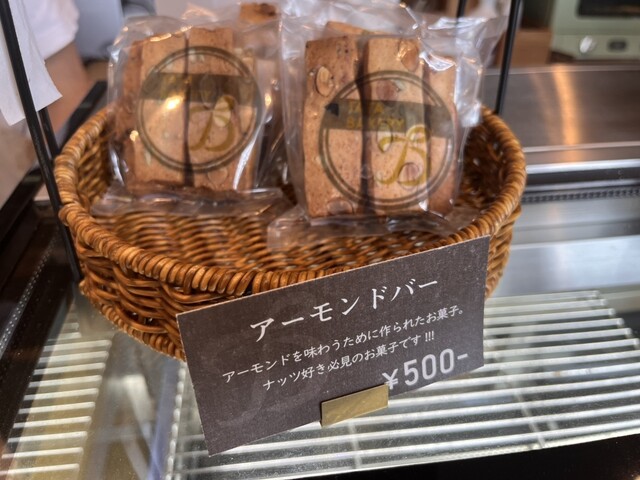 アーモンドバー
アーモンドを味わうために作られたお菓子。
ナッツ好き必見のお菓子です!!!
¥500-